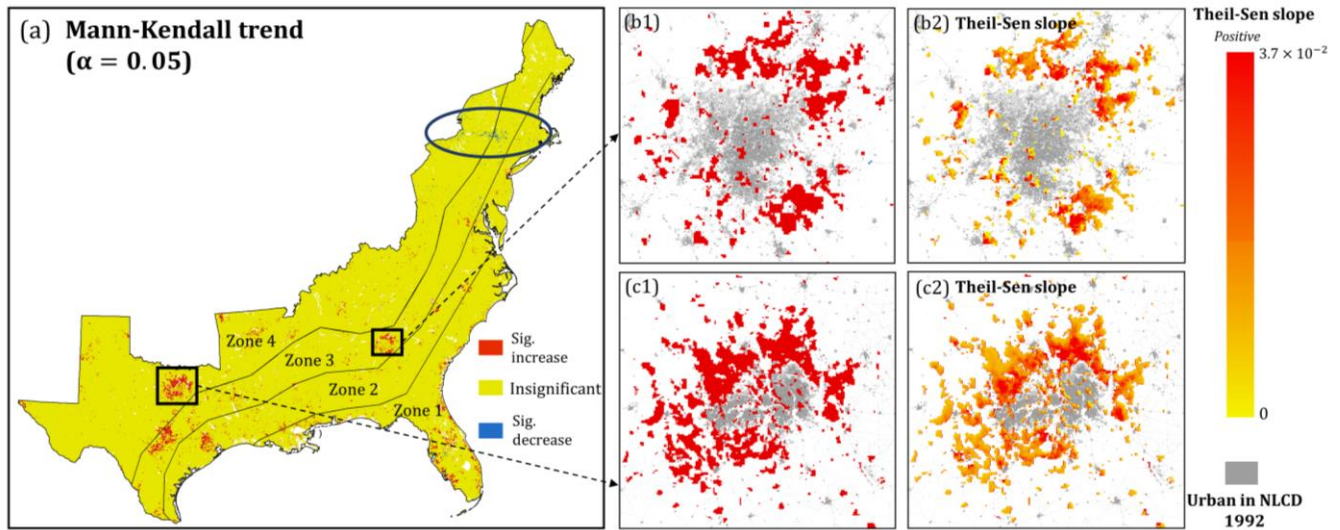 (a) Mann-Kendall trend
(α = 0.05)
Zone 4
Zone 3
Zone 2
Zone 1
Sig.
increase
Insignificant
Sig.
decrease
(b1)
(b2) Theil-Sen slope
(c1)
(c2) Theil-Sen slope
Theil-Sen slope
Positive
3.7 × 10⁻²
0
Urban in NLCD
1992